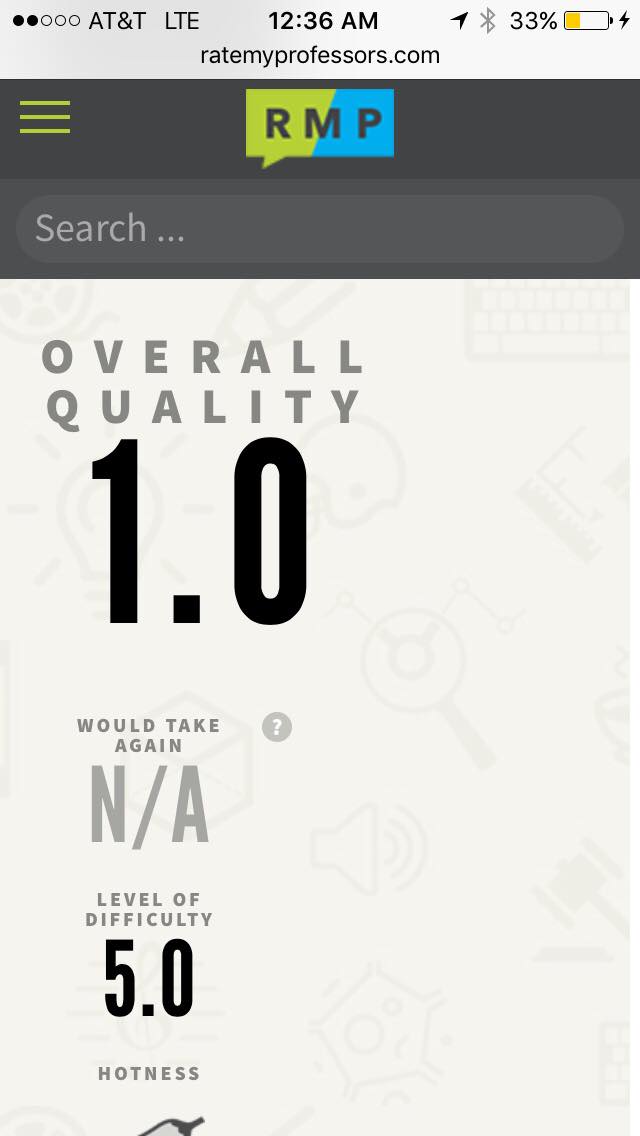 AT&T LTE 12:36 AM 33%
ratemyprofessors.com
RMP
Search ...
OVERALL
QUALITY
1.0
WOULD TAKE ?
AGAIN
N/A
LEVEL OF
DIFFICULTY
5.0
HOTNESS